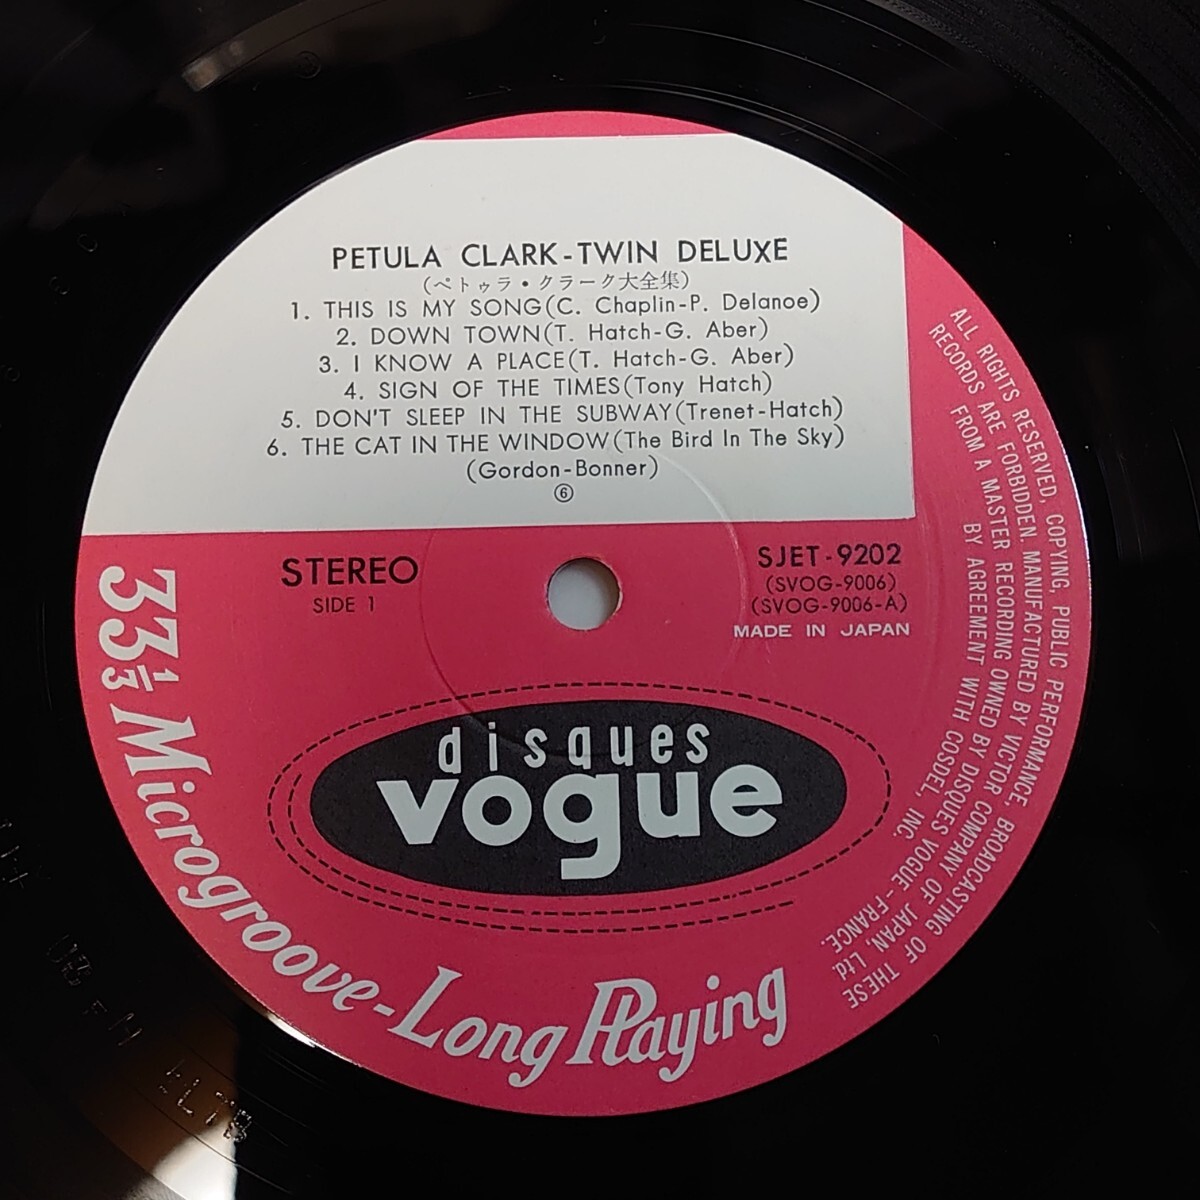 PETULA CLARK-TWIN DELUXE
(ペトゥラ・クラーク大全集)
1. THIS IS MY SONG(C. Chaplin-P. Delanoe)
2. DOWN TOWN(T. Hatch-G. Aber)
3. I KNOW A PLACE(T. Hatch-G. Aber)
4. SIGN OF THE TIMES(Tony Hatch)
5. DON'T SLEEP IN THE SUBWAY(Trenet-Hatch)
6. THE CAT IN THE WINDOW(The Bird In The Sky)
(Gordon-Bonner)
⑥
STEREO
SIDE 1
SJET-9202
(SVOG-9006)
(SVOG-9006-A)
MADE IN JAPAN
disques
vogue
33⅓ Microgroove-Long Playing
ALL RIGHTS RESERVED, COPYING, PUBLIC PERFORMANCE, BROADCASTING OF THESE
RECORDS ARE FORBIDDEN. MANUFACTURED BY VICTOR COMPANY OF JAPAN, Ltd.
FROM A MASTER RECORDING OWNED BY DISQUES VOGUE-FRANCE.
BY AGREEMENT WITH COSDEL, INC.